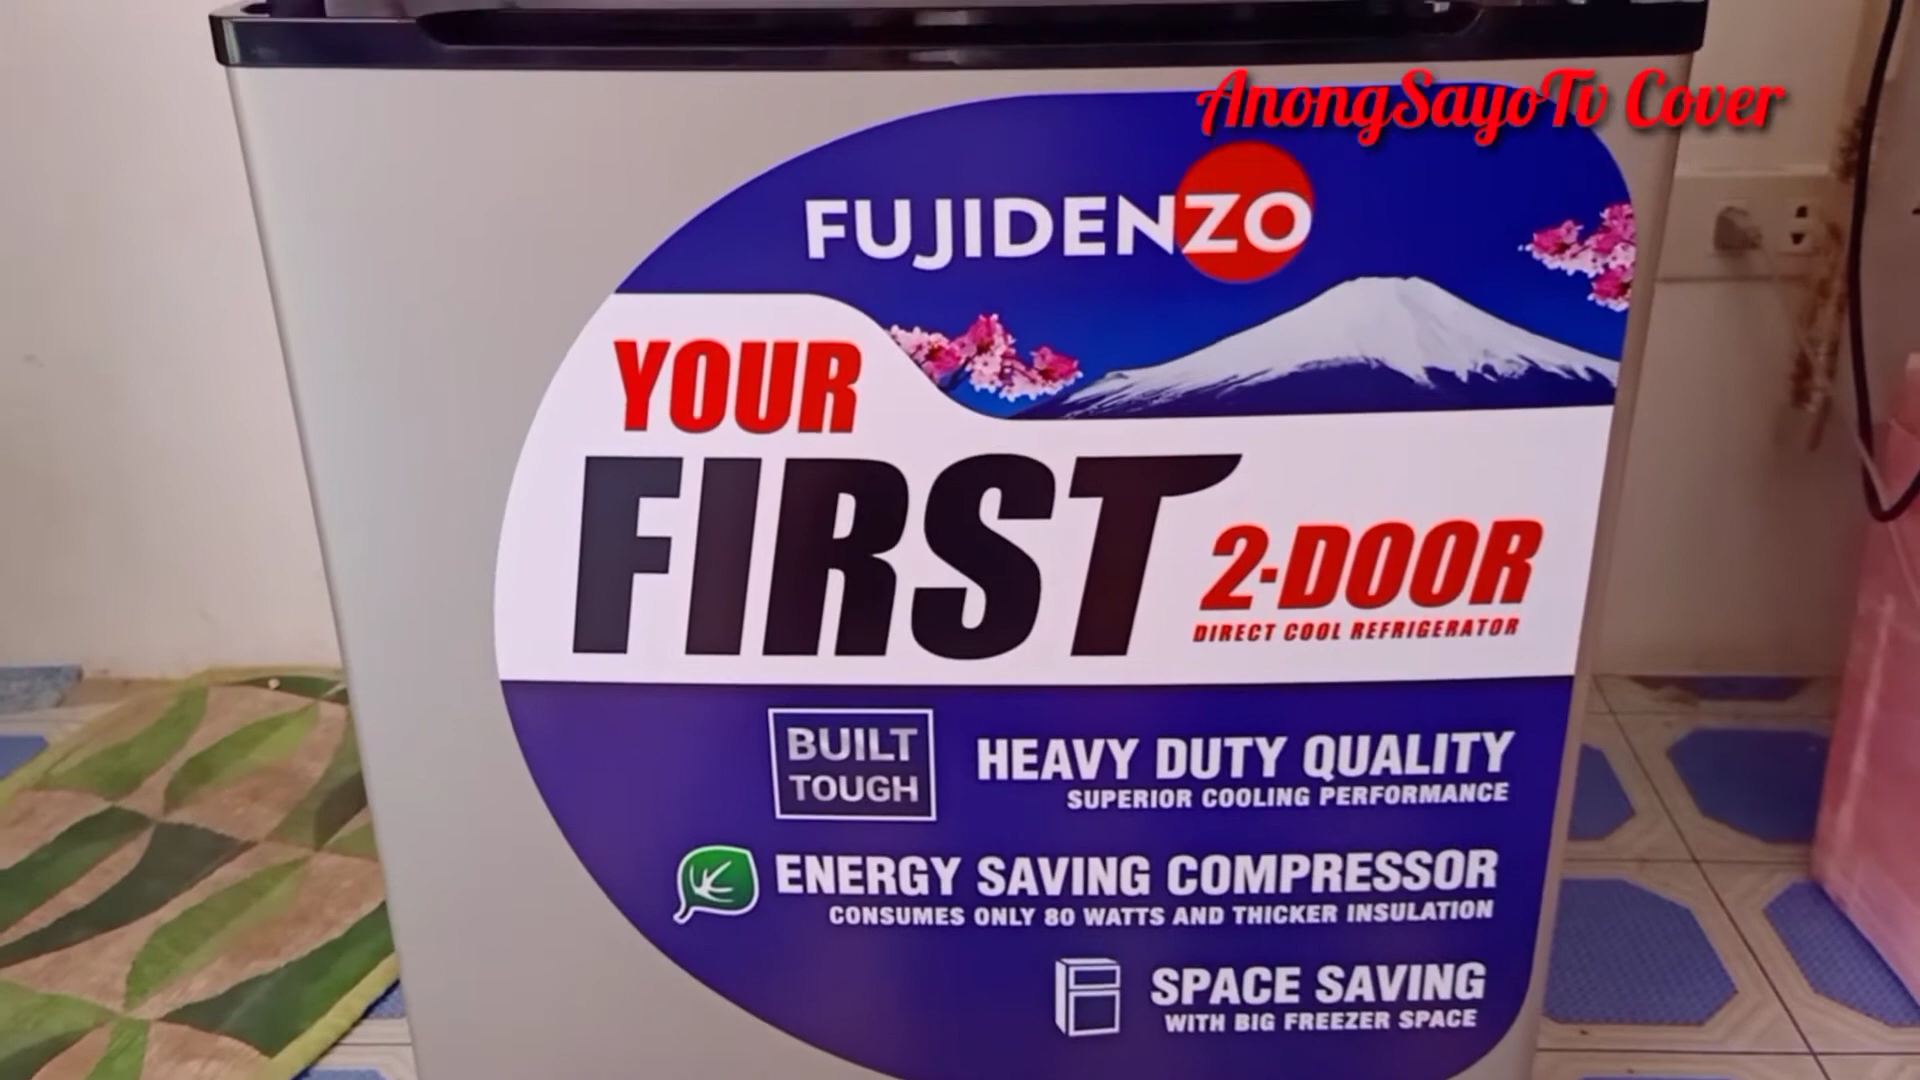 AnongSayoTv Cover
FUJIDENZO
YOUR
FIRST
2-DOOR
DIRECT COOL REFRIGERATOR
BUILT
TOUGH
HEAVY DUTY QUALITY
SUPERIOR COOLING PERFORMANCE
ENERGY SAVING COMPRESSOR
CONSUMES ONLY 80 WATTS AND THICKER INSULATION
SPACE SAVING
WITH BIG FREEZER SPACE